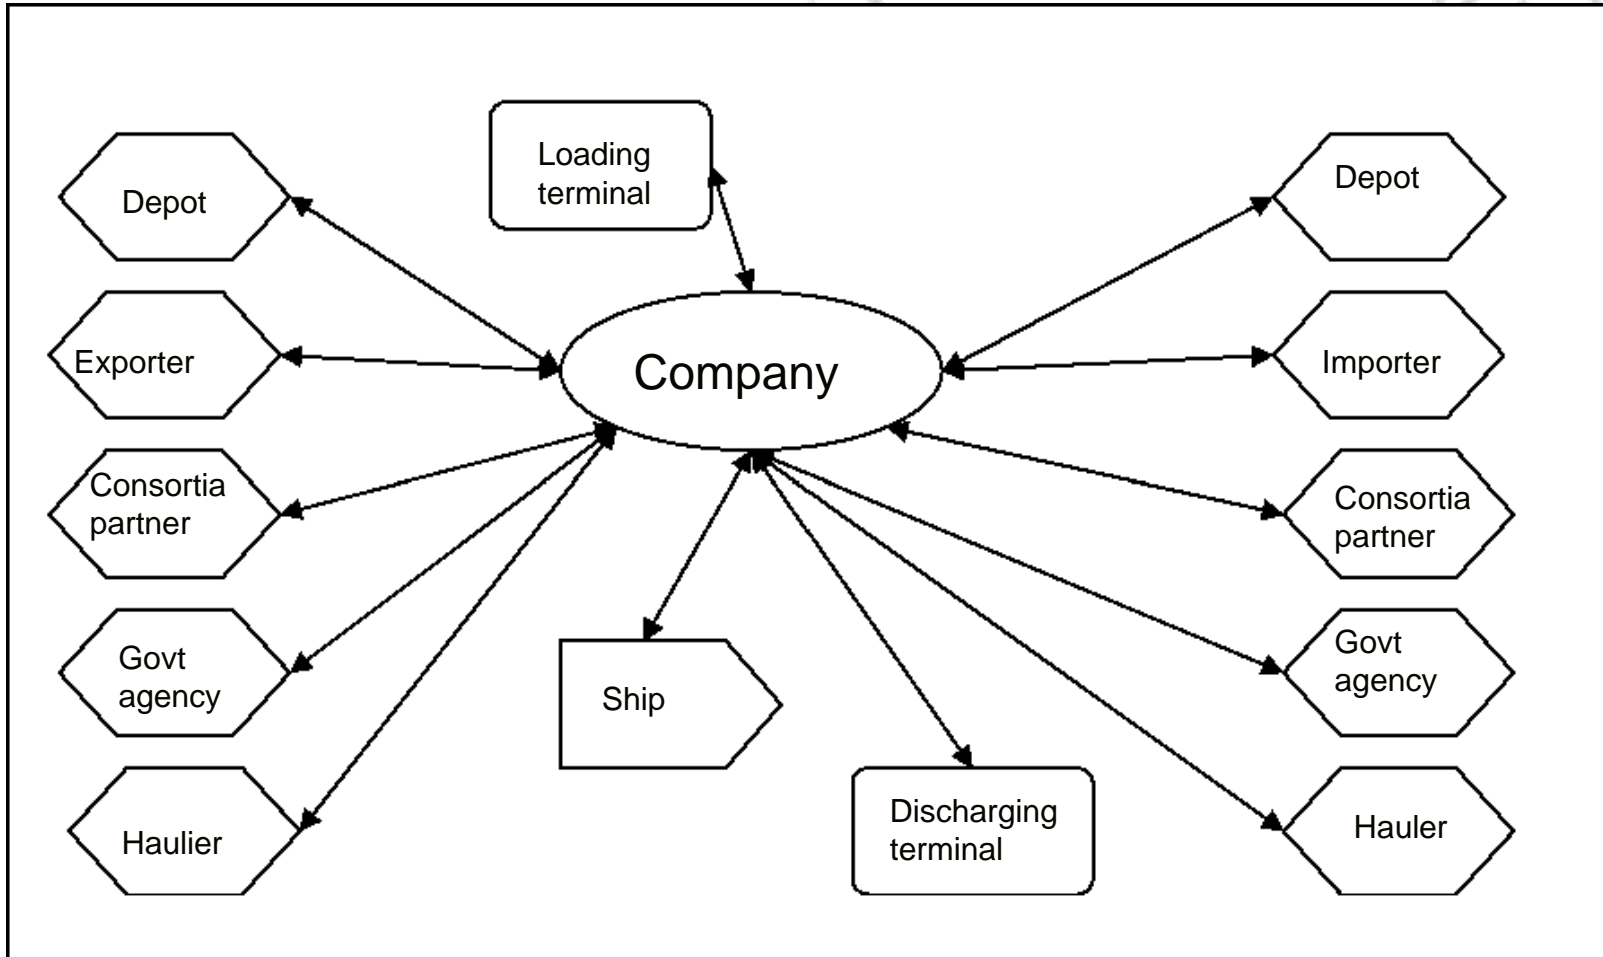 Loading
terminal
Depot
Depot
Exporter
Company
Importer
Consortia
partner
Consortia
partner
Govt
agency
Ship
Govt
agency
Haulier
Discharging
terminal
Hauler